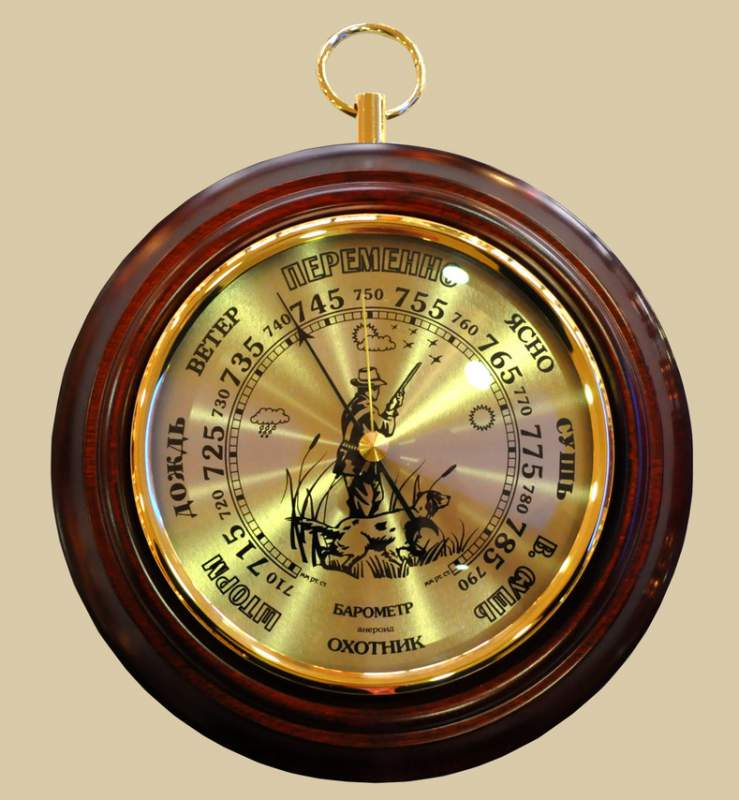 ПЕРЕМЕННО
ВЕТЕР
ЯСНО
ДОЖДЬ
СУШЬ
ШТОРМ
В. СУШЬ
710
715
720
725
730
735
740
745
750
755
760
765
770
775
780
785
790
мм рт. ст.
мм рт. ст.
БАРОМЕТР
анероид
ОХОТНИК